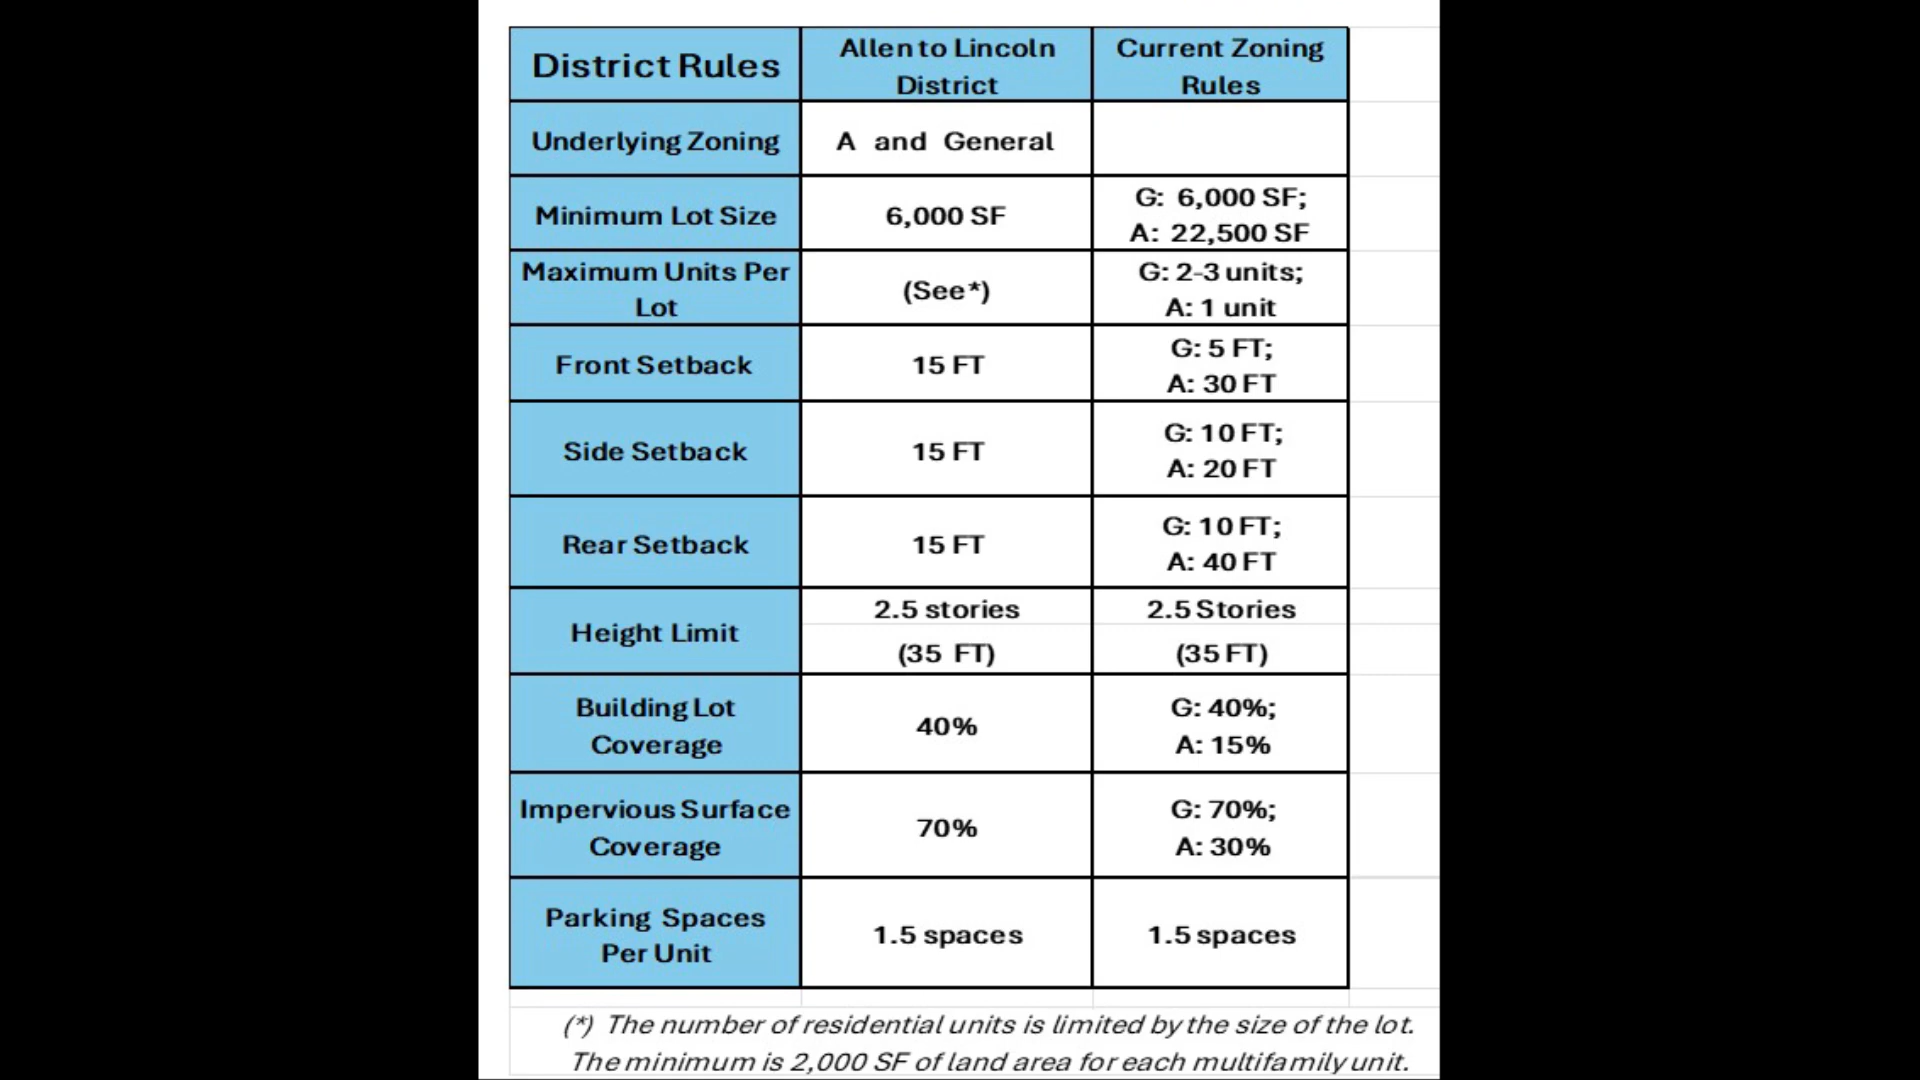 District Rules
Allen to Lincoln
District
Current Zoning
Rules
Underlying Zoning
A and General
Minimum Lot Size
6,000 SF
G: 6,000 SF;
A: 22,500 SF
Maximum Units Per
Lot
(See*)
G: 2-3 units;
A: 1 unit
Front Setback
15 FT
G: 5 FT;
A: 30 FT
Side Setback
15 FT
G: 10 FT;
A: 20 FT
Rear Setback
15 FT
G: 10 FT;
A: 40 FT
Height Limit
2.5 stories
(35 FT)
2.5 Stories
(35 FT)
Building Lot
Coverage
40%
G: 40%;
A: 15%
Impervious Surface
Coverage
70%
G: 70%;
A: 30%
Parking Spaces
Per Unit
1.5 spaces
1.5 spaces
(*) The number of residential units is limited by the size of the lot.
The minimum is 2,000 SF of land area for each multifamily unit.